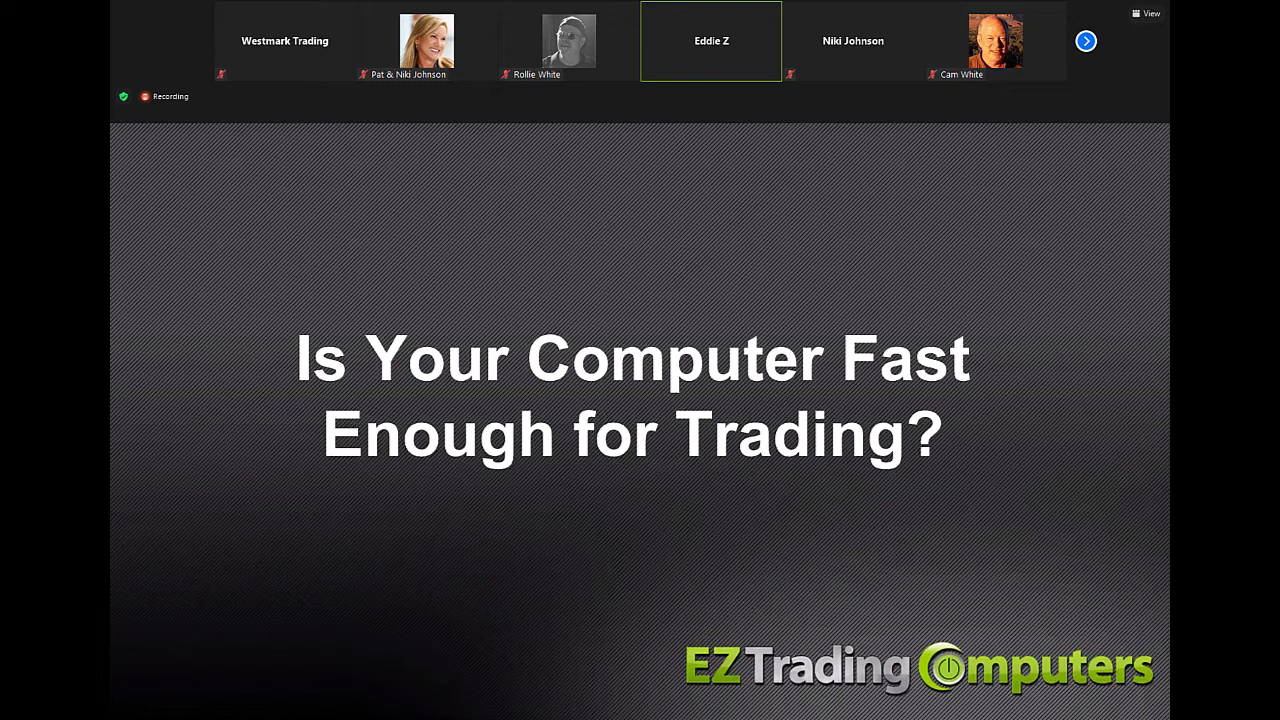 View
Westmark Trading
Pat & Niki Johnson
Rollie White
Eddie Z
Niki Johnson
Cam White
Recording
Is Your Computer Fast
Enough for Trading?
EZTrading Computers